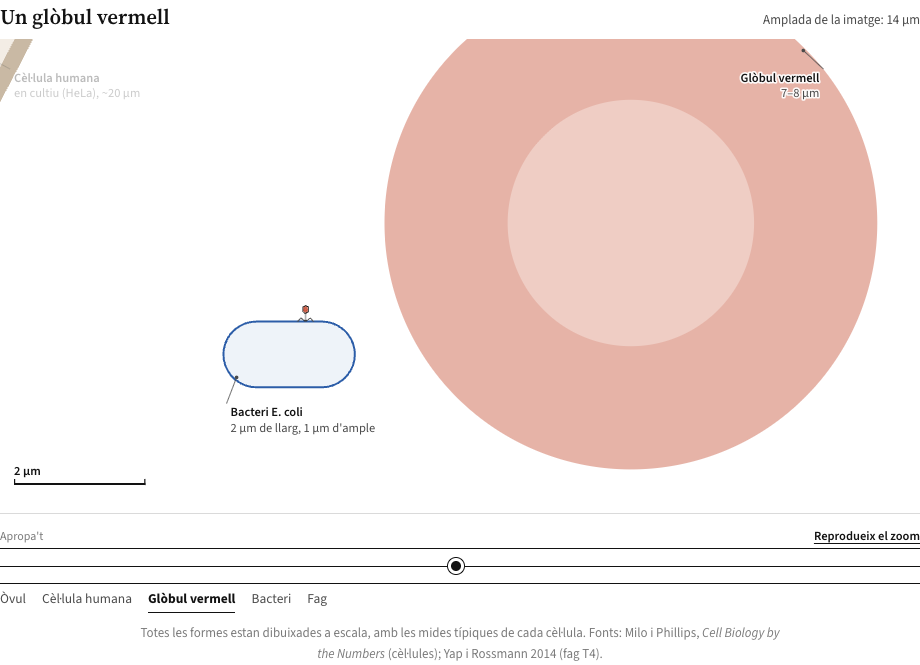 Un glòbul vermell
Amplada de la imatge: 14 µm
Cèl·lula humana
en cultiu (HeLa), ~20 µm
Glòbul vermell
7–8 µm
Bacteri E. coli
2 µm de llarg, 1 µm d'ample
2 µm
Apropa't
Reprodueix el zoom
Òvul Cèl·lula humana Glòbul vermell Bacteri Fag
Totes les formes estan dibuixades a escala, amb les mides típiques de cada cèl·lula. Fonts: Milo i Phillips, Cell Biology by
the Numbers (cèl·lules); Yap i Rossmann 2014 (fag T4).